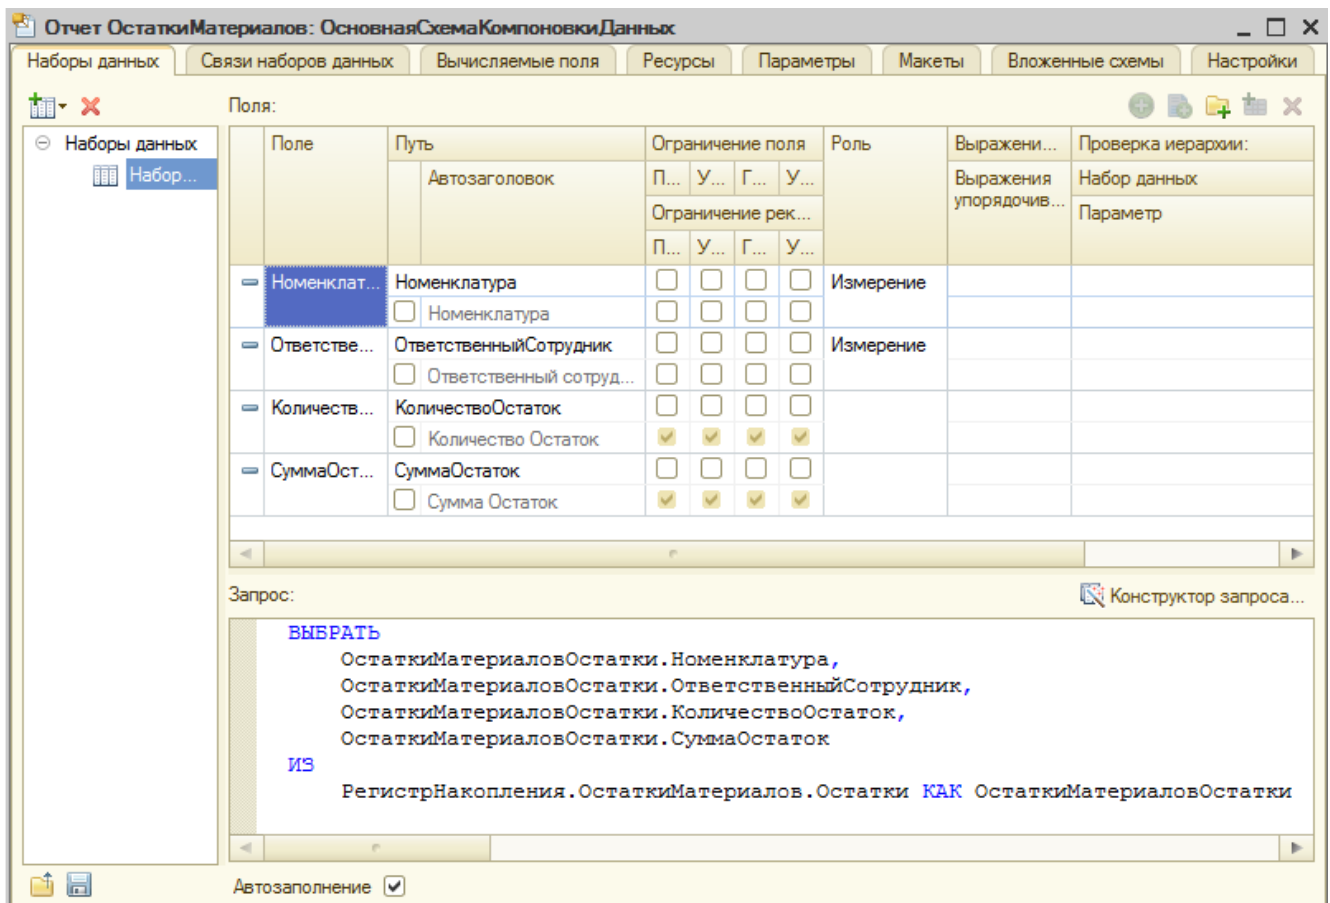 Отчет ОстаткиМатериалов: ОсновнаяСхемаКомпоновкиДанных
Наборы данных Связи наборов данных Вычисляемые поля Ресурсы Параметры Макеты Вложенные схемы Настройки
Поля:
Наборы данных
Набор...
Поле Путь Ограничение поля Роль Выражени... Проверка иерархии:
Автозаголовок П... У... Г... У... Выражения упорядочив... Набор данных
Ограничение рек... Параметр
П... У... Г... У...
Номенклат... Номенклатура Измерение
Номенклатура
Ответстве... ОтветственныйСотрудник Измерение
Ответственный сотруд...
Количеств... КоличествоОстаток
Количество Остаток
СуммаОст... СуммаОстаток
Сумма Остаток
Запрос: Конструктор запроса...
ВЫБРАТЬ
ОстаткиМатериаловОстатки.Номенклатура,
ОстаткиМатериаловОстатки.ОтветственныйСотрудник,
ОстаткиМатериаловОстатки.КоличествоОстаток,
ОстаткиМатериаловОстатки.СуммаОстаток
ИЗ
РегистрНакопления.ОстаткиМатериалов.Остатки КАК ОстаткиМатериаловОстатки
Автозаполнение